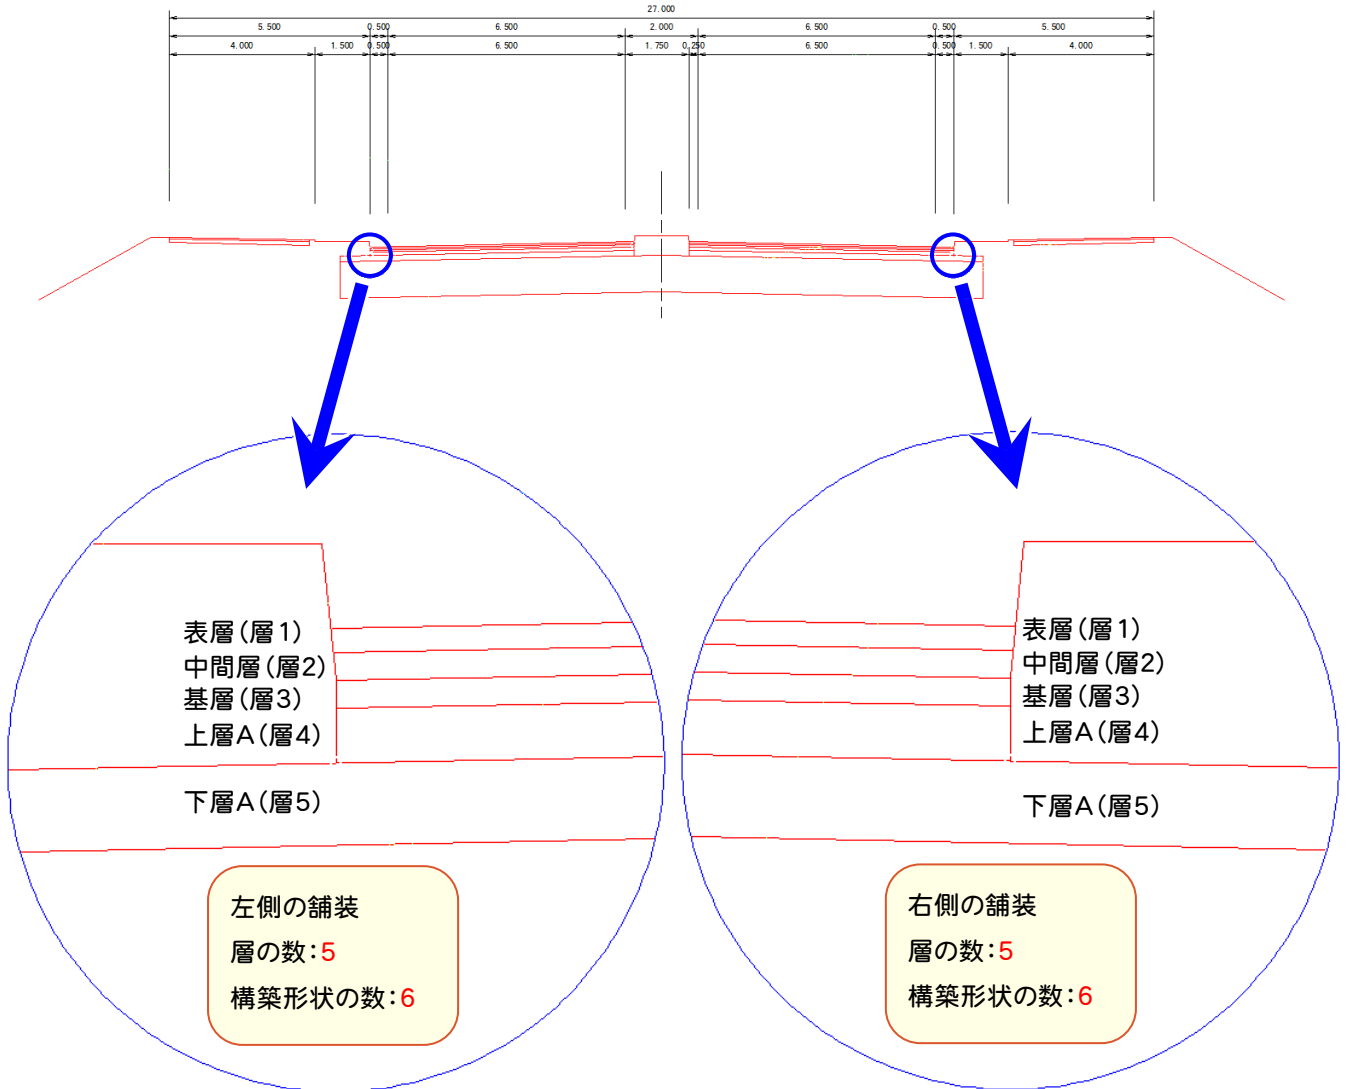 27.000
5.500 0.500 6.500 2.000 6.500 0.500 5.500
4.000 1.500 0.500 6.500 1.750 0.250 6.500 0.500 1.500 4.000
表層(層1)
中間層(層2)
基層(層3)
上層A(層4)
下層A(層5)
左側の舗装
層の数:5
構築形状の数:6
表層(層1)
中間層(層2)
基層(層3)
上層A(層4)
下層A(層5)
右側の舗装
層の数:5
構築形状の数:6